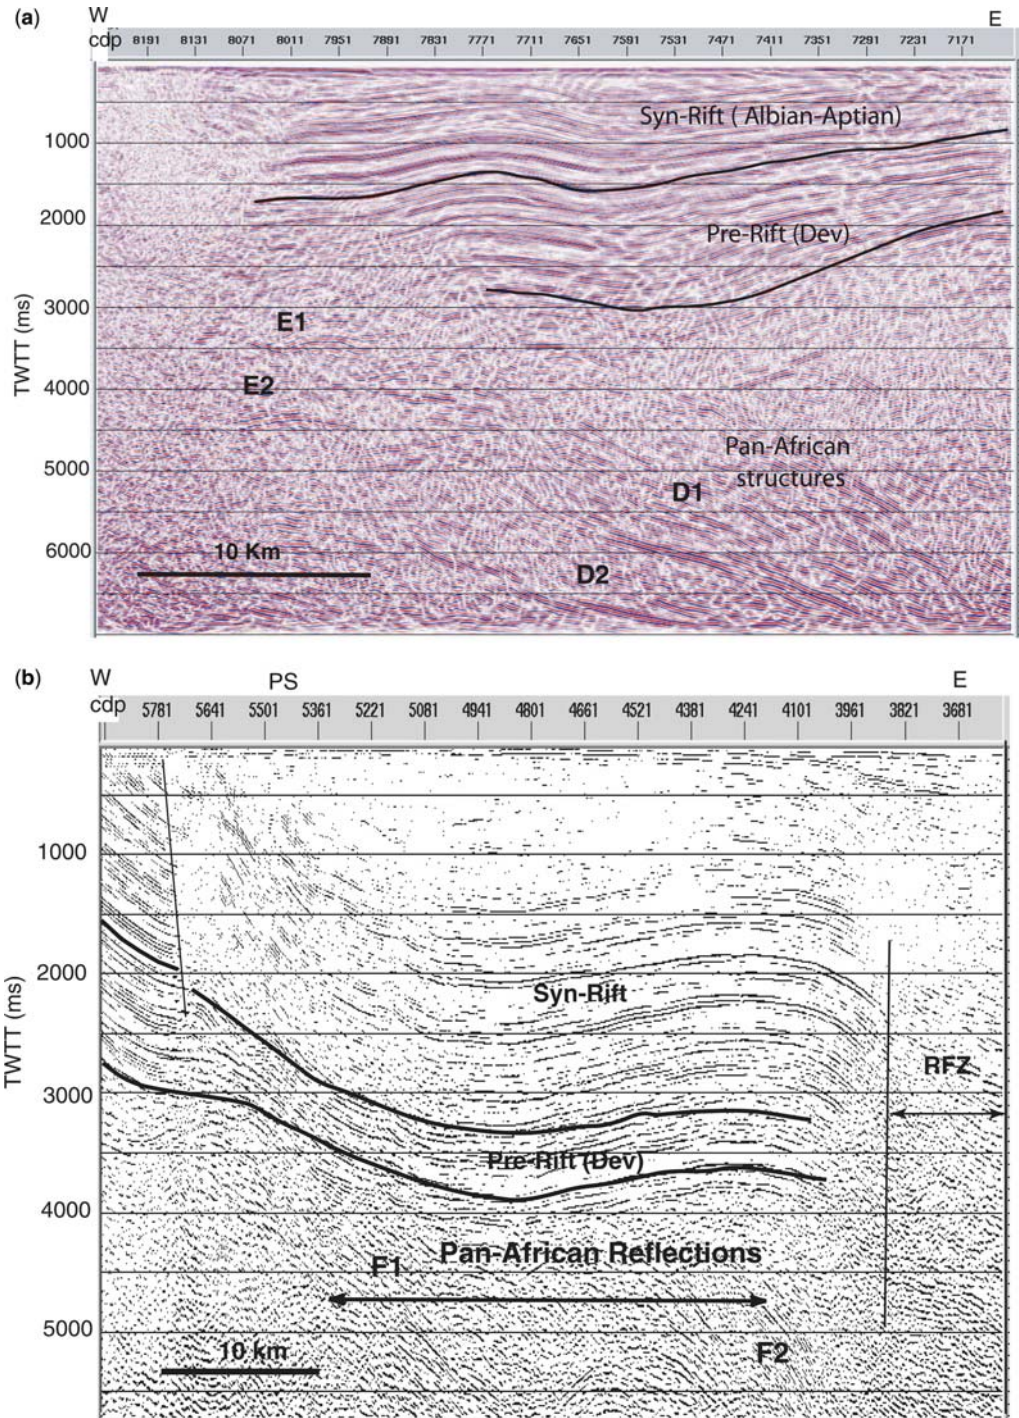 (a)
W
E
cdp 8191 8131 8071 8011 7951 7891 7831 7771 7711 7651 7591 7531 7471 7411 7351 7291 7231 7171
Syn-Rift ( Albian-Aptian)
1000
2000
Pre-Rift (Dev)
3000
E1
TWTT (ms)
4000
E2
Pan-African
structures
5000
D1
6000
10 Km
D2
(b)
W
PS
E
cdp 5781 5641 5501 5361 5221 5081 4941 4801 4661 4521 4381 4241 4101 3961 3821 3681
1000
2000
Syn-Rift
TWTT (ms)
RFZ
3000
Pre-Rift (Dev)
4000
Pan-African Reflections
F1
5000
10 km
F2